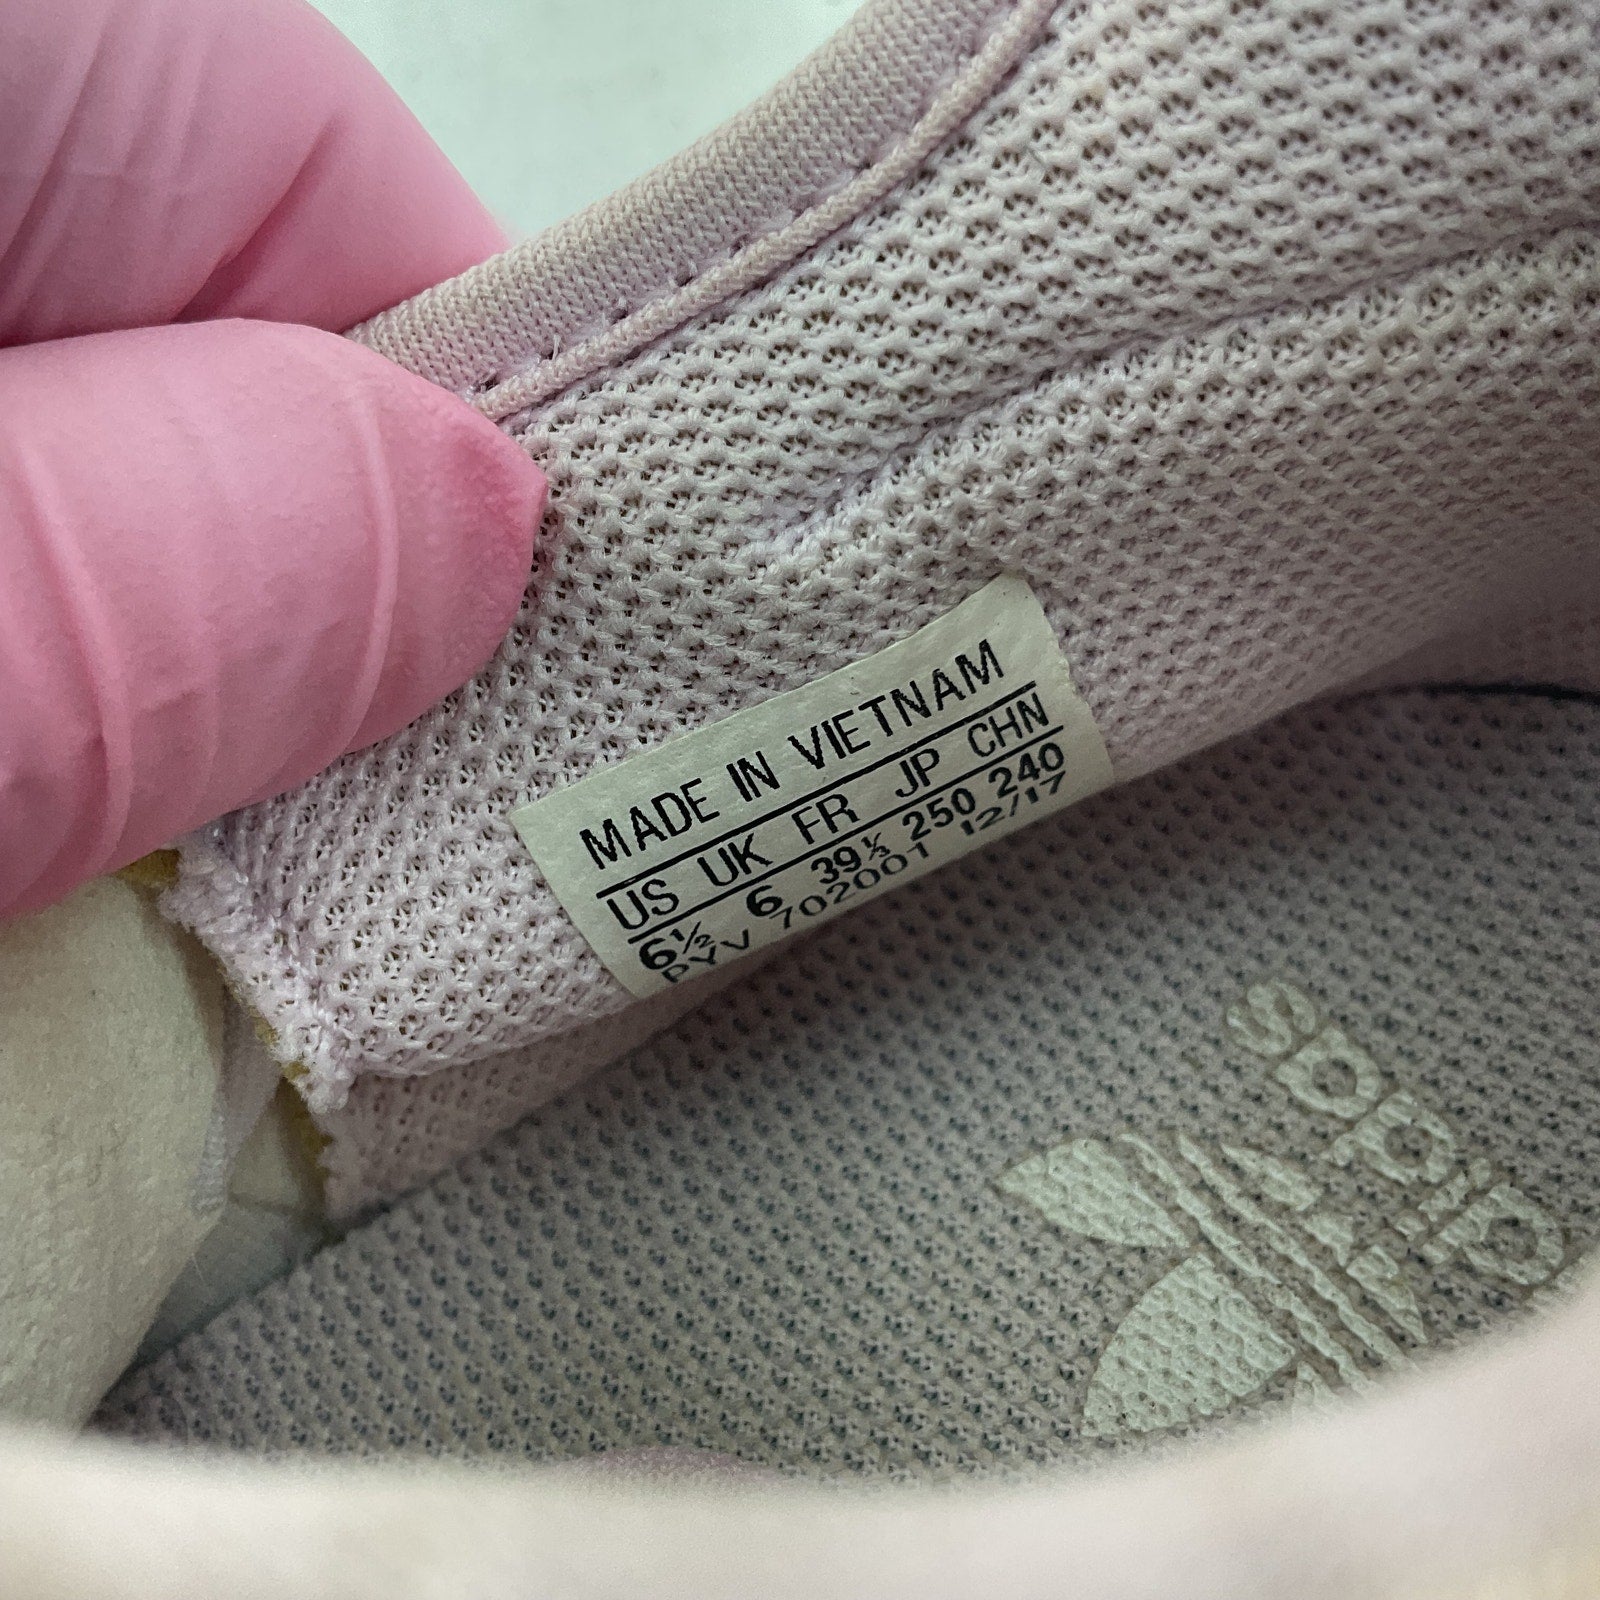 MADE IN VIETNAM
US UK FR JP CHN
6½ 6 39⅓ 250 240
PYV 702001 12/17
adidas